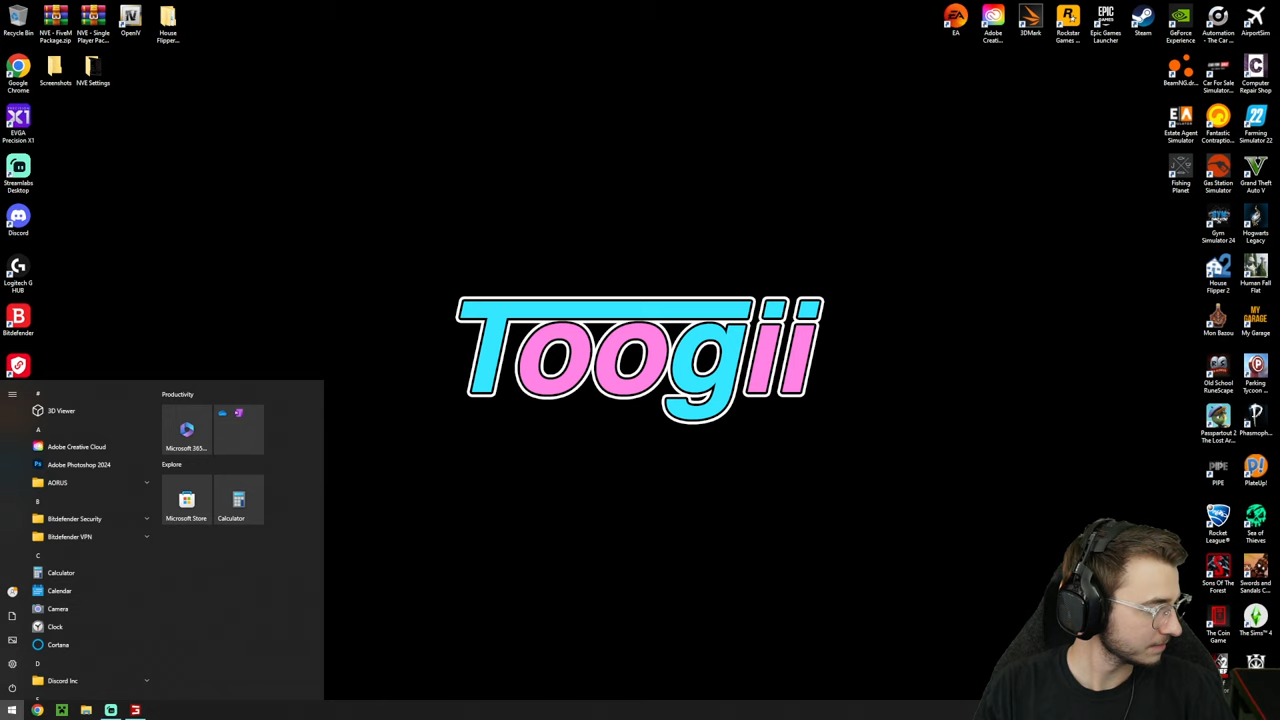 Recycle Bin
NVE - FiveM
Package.zip
NVE - Single
Player Pac...
OpenIV
House
Flipper...
Google
Chrome
Screenshots
NVE Settings
EVGA
Precision X1
Streamlabs
Desktop
Discord
Logitech G
HUB
Bitdefender
EA
Adobe
Creati...
3DMark
Rockstar
Games ...
Epic Games
Launcher
Steam
GeForce
Experience
Automation
- The Car ...
AirportSim
BeamNG.dr...
Car For Sale
Simulator...
Computer
Repair Shop
Estate Agent
Simulator
Fantastic
Contraptio...
Farming
Simulator 22
Fishing
Planet
Gas Station
Simulator
Grand Theft
Auto V
Gym
Simulator 24
Hogwarts
Legacy
House
Flipper 2
Human Fall
Flat
Mon Bazou
My Garage
Old School
RuneScape
Parking
Tycoon ...
Passpartout 2
The Lost Ar...
Phasmoph...
PIPE
PlateUp!
Rocket
League®
Sea of
Thieves
Sons Of The
Forest
Swords and
Sandals C...
The Coin
Game
The Sims™ 4
Toogii
#
3D Viewer
A
Adobe Creative Cloud
Adobe Photoshop 2024
AORUS
B
Bitdefender Security
Bitdefender VPN
C
Calculator
Calendar
Camera
Clock
Cortana
D
Discord Inc
Productivity
Microsoft 365...
Explore
Microsoft Store
Calculator